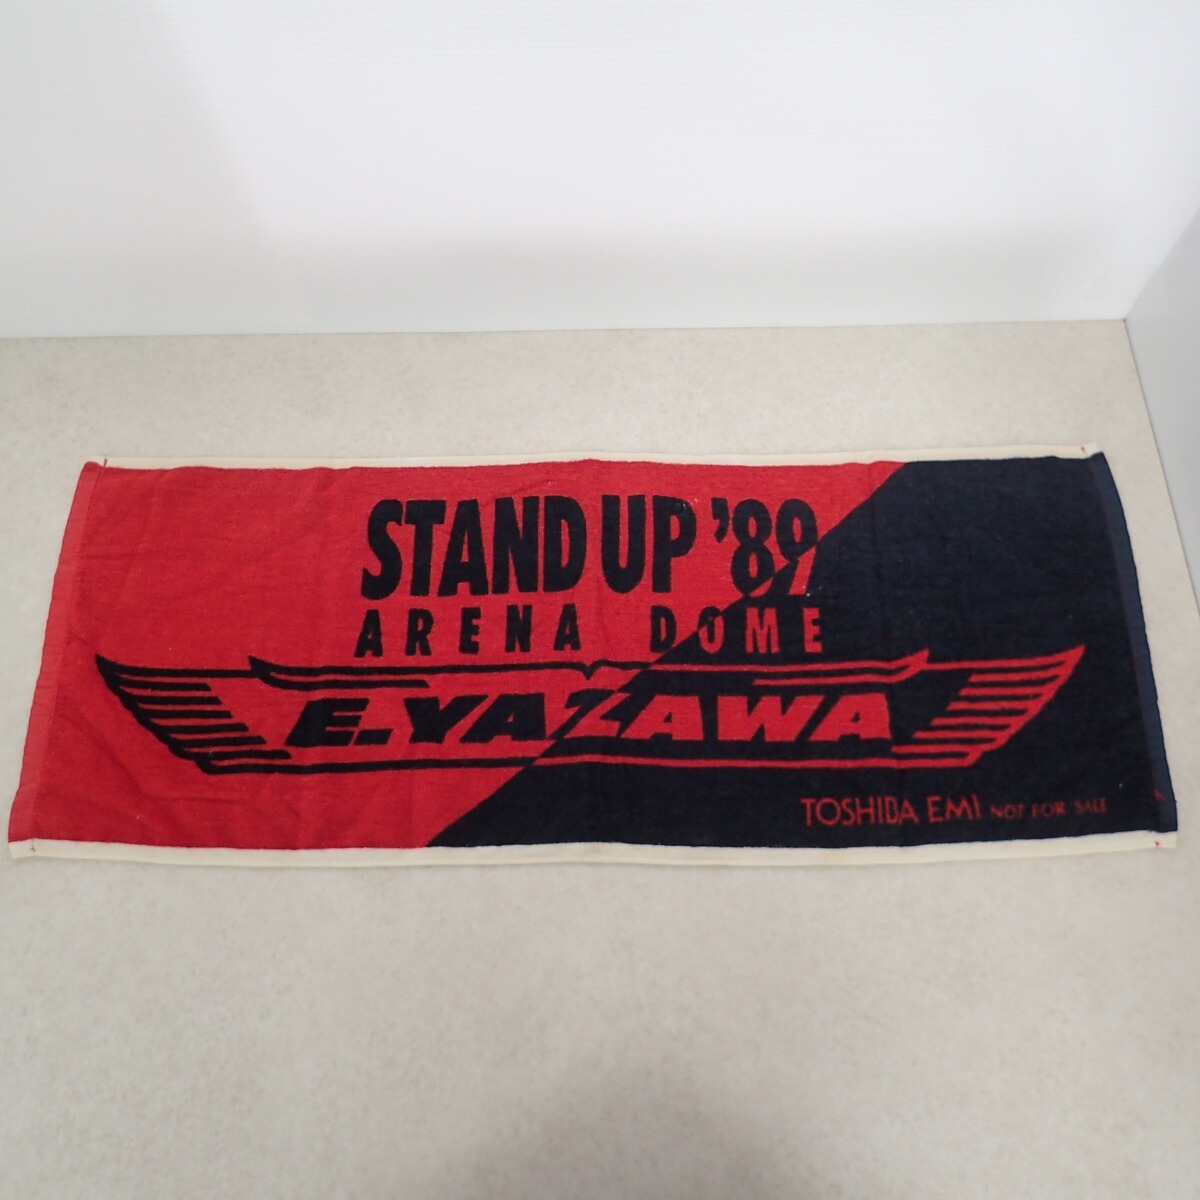 STAND UP '89
ARENA DOME
E.YAZAWA
TOSHIBA EMI NOT FOR SALE